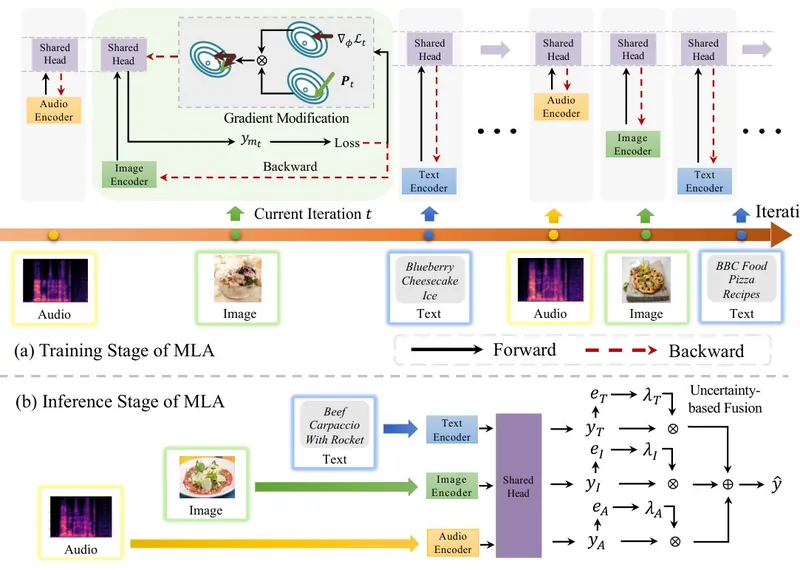 Shared
Head
Shared
Head
Shared
Head
Shared
Head
Shared
Head
Shared
Head
∇ϕ ℒt
Pt
⊗
Gradient Modification
Audio
Encoder
Audio
Encoder
ymt
Loss
Image
Encoder
Backward
Text
Encoder
Image
Encoder
Text
Encoder
Current Iteration t
Iterati
Audio
Image
Blueberry
Cheesecake
Ice
Text
Audio
Image
BBC Food
Pizza
Recipes
Text
(a) Training Stage of MLA
Forward
Backward
(b) Inference Stage of MLA
Beef
Carpaccio
With Rocket
Text
Image
Audio
Text
Encoder
Image
Encoder
Audio
Encoder
Shared
Head
eT
λT
yT
⊗
eI
λI
yI
⊗
eA
λA
yA
⊗
Uncertainty-
based Fusion
⊕
ŷ